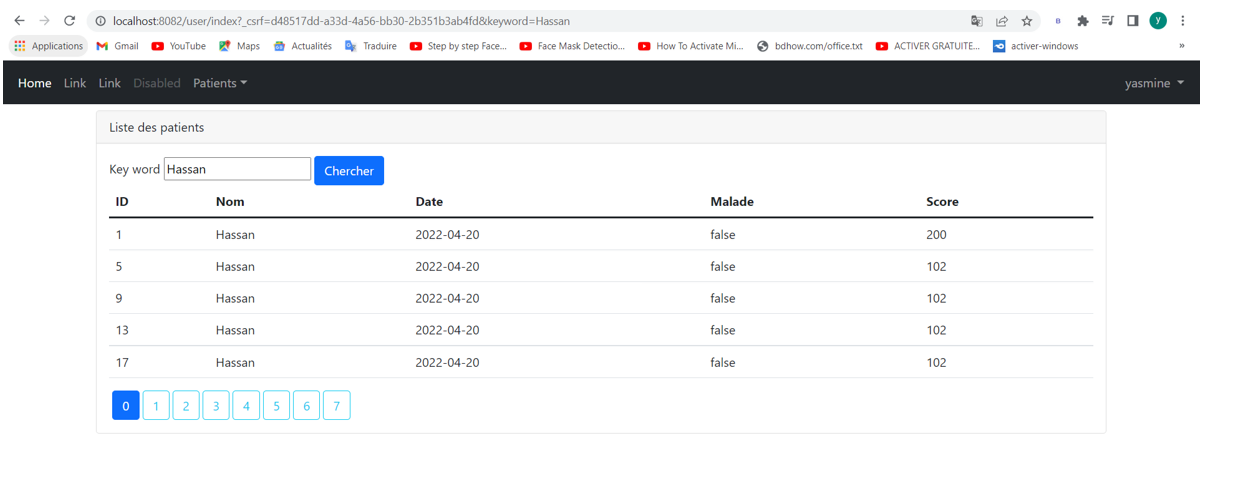 localhost:8082/user/index?_csrf=d48517dd-a33d-4a56-bb30-2b351b3ab4fd&keyword=Hassan B y
Applications Gmail YouTube Maps Actualités Traduire Step by step Face... Face Mask Detectio... How To Activate Mi... bdhow.com/office.txt ACTIVER GRATUITE... activer-windows »
Home Link Link Disabled Patients yasmine
Liste des patients
Key word Hassan Chercher
ID Nom Date Malade Score
1 Hassan 2022-04-20 false 200
5 Hassan 2022-04-20 false 102
9 Hassan 2022-04-20 false 102
13 Hassan 2022-04-20 false 102
17 Hassan 2022-04-20 false 102
0 1 2 3 4 5 6 7